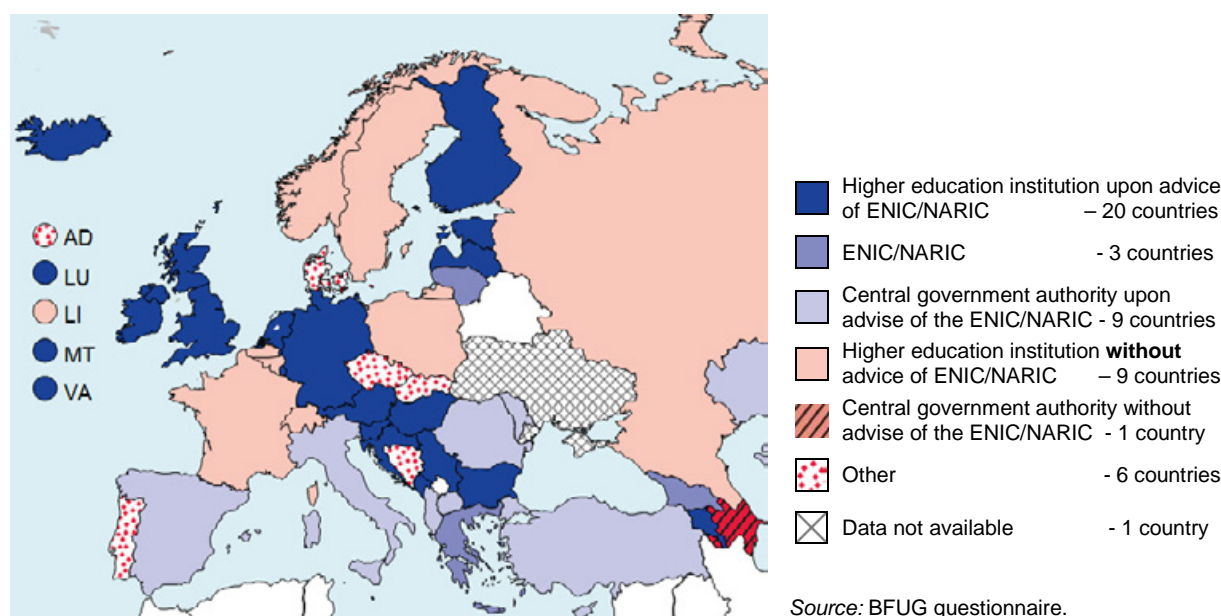 AD
LU
LI
MT
VA
Higher education institution upon advice
of ENIC/NARIC – 20 countries
ENIC/NARIC - 3 countries
Central government authority upon
advise of the ENIC/NARIC - 9 countries
Higher education institution without
advice of ENIC/NARIC – 9 countries
Central government authority without
advise of the ENIC/NARIC - 1 country
Other - 6 countries
Data not available - 1 country
Source: BFUG questionnaire.